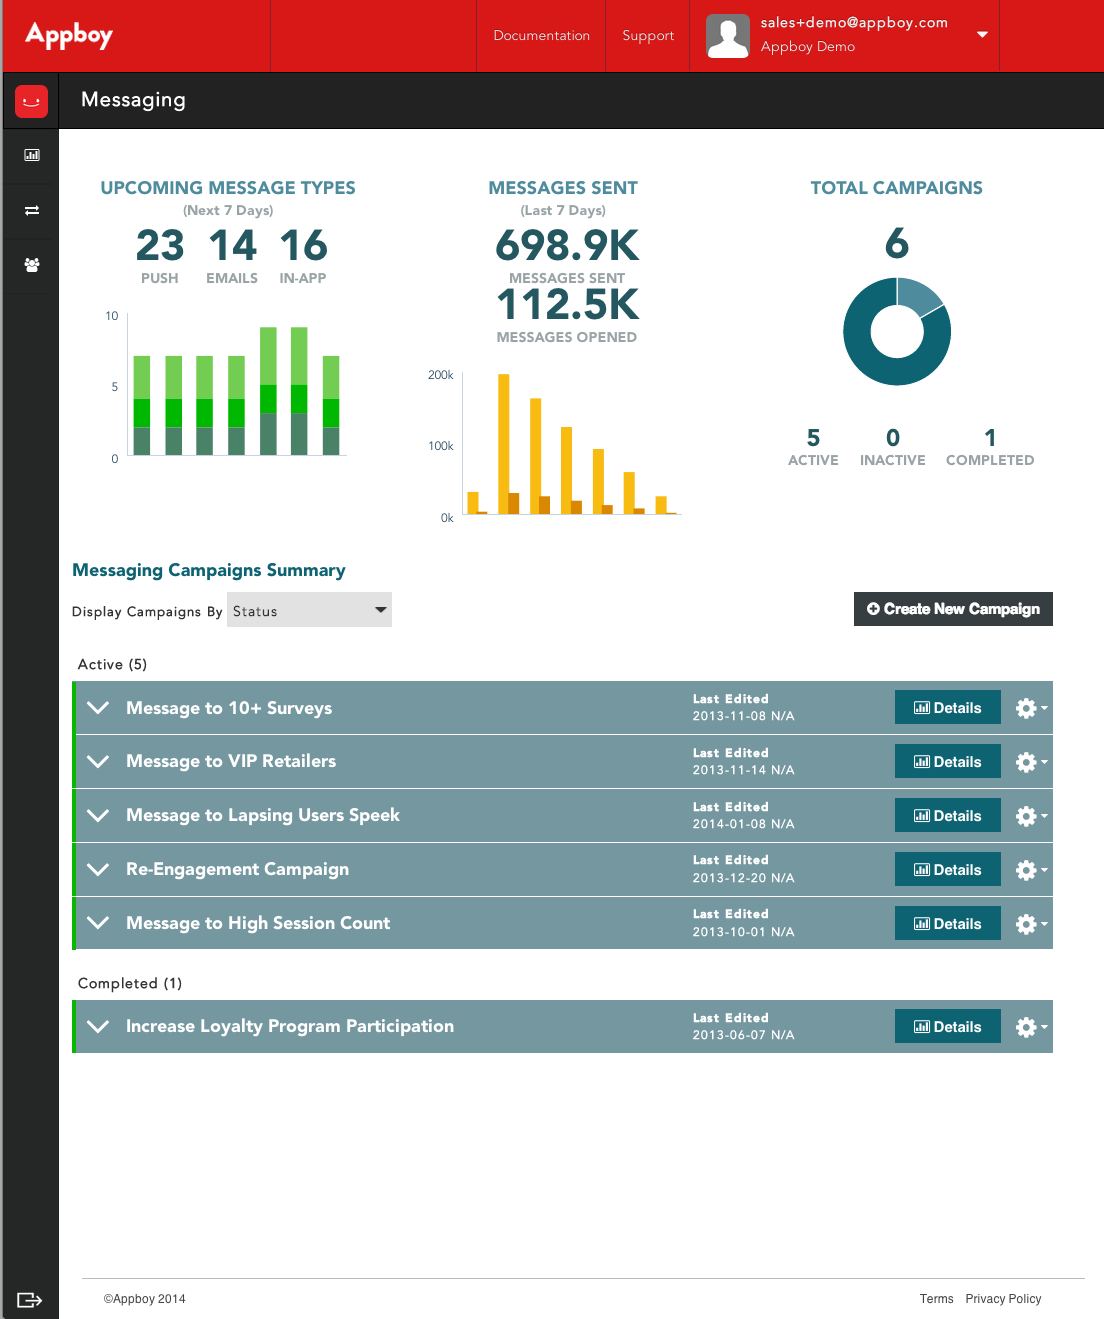 Appboy
Documentation
Support
sales+demo@appboy.com
Appboy Demo
Messaging
UPCOMING MESSAGE TYPES
(Next 7 Days)
23 14 16
PUSH EMAILS IN-APP
10
5
0
MESSAGES SENT
(Last 7 Days)
698.9K
MESSAGES SENT
112.5K
MESSAGES OPENED
200k
100k
0k
TOTAL CAMPAIGNS
6
5 0 1
ACTIVE INACTIVE COMPLETED
Messaging Campaigns Summary
Display Campaigns By Status
Create New Campaign
Active (5)
Message to 10+ Surveys
Last Edited
2013-11-08 N/A
Details
Message to VIP Retailers
Last Edited
2013-11-14 N/A
Details
Message to Lapsing Users Speek
Last Edited
2014-01-08 N/A
Details
Re-Engagement Campaign
Last Edited
2013-12-20 N/A
Details
Message to High Session Count
Last Edited
2013-10-01 N/A
Details
Completed (1)
Increase Loyalty Program Participation
Last Edited
2013-06-07 N/A
Details
©Appboy 2014
Terms Privacy Policy